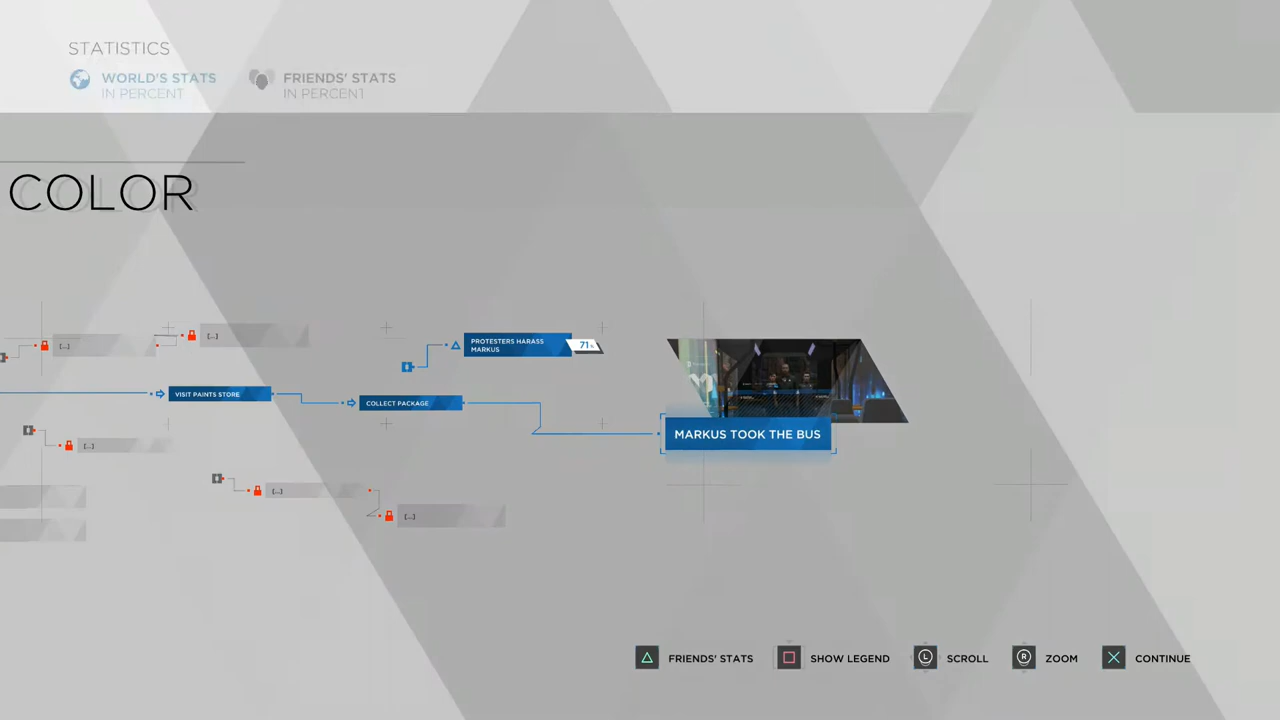 STATISTICS
WORLD'S STATS
IN PERCENT
FRIENDS' STATS
IN PERCENT
COLOR
[...]
[...]
PROTESTERS HARASS
MARKUS
71%
VISIT PAINTS STORE
COLLECT PACKAGE
MARKUS TOOK THE BUS
[...]
[...]
[...]
FRIENDS' STATS
SHOW LEGEND
L
SCROLL
R
ZOOM
CONTINUE